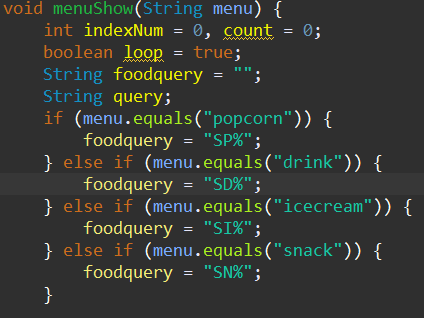 void menuShow(String menu) {
    int indexNum = 0, count = 0;
    boolean loop = true;
    String foodquery = "";
    String query;
    if (menu.equals("popcorn")) {
        foodquery = "SP%";
    } else if (menu.equals("drink")) {
        foodquery = "SD%";
    } else if (menu.equals("icecream")) {
        foodquery = "SI%";
    } else if (menu.equals("snack")) {
        foodquery = "SN%";
    }